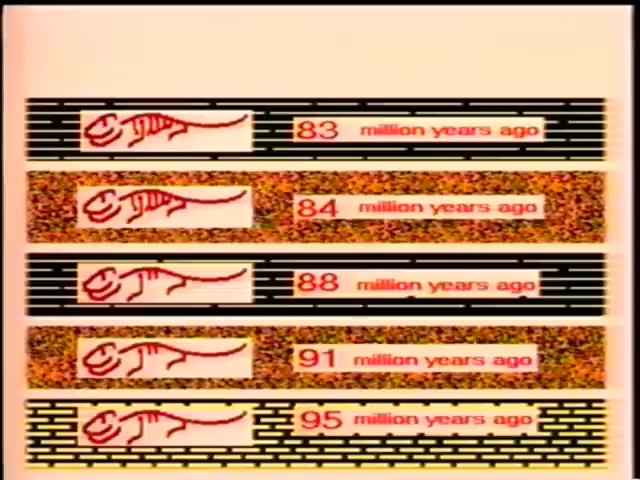 83 million years ago
84 million years ago
88 million years ago
91 million years ago
95 million years ago